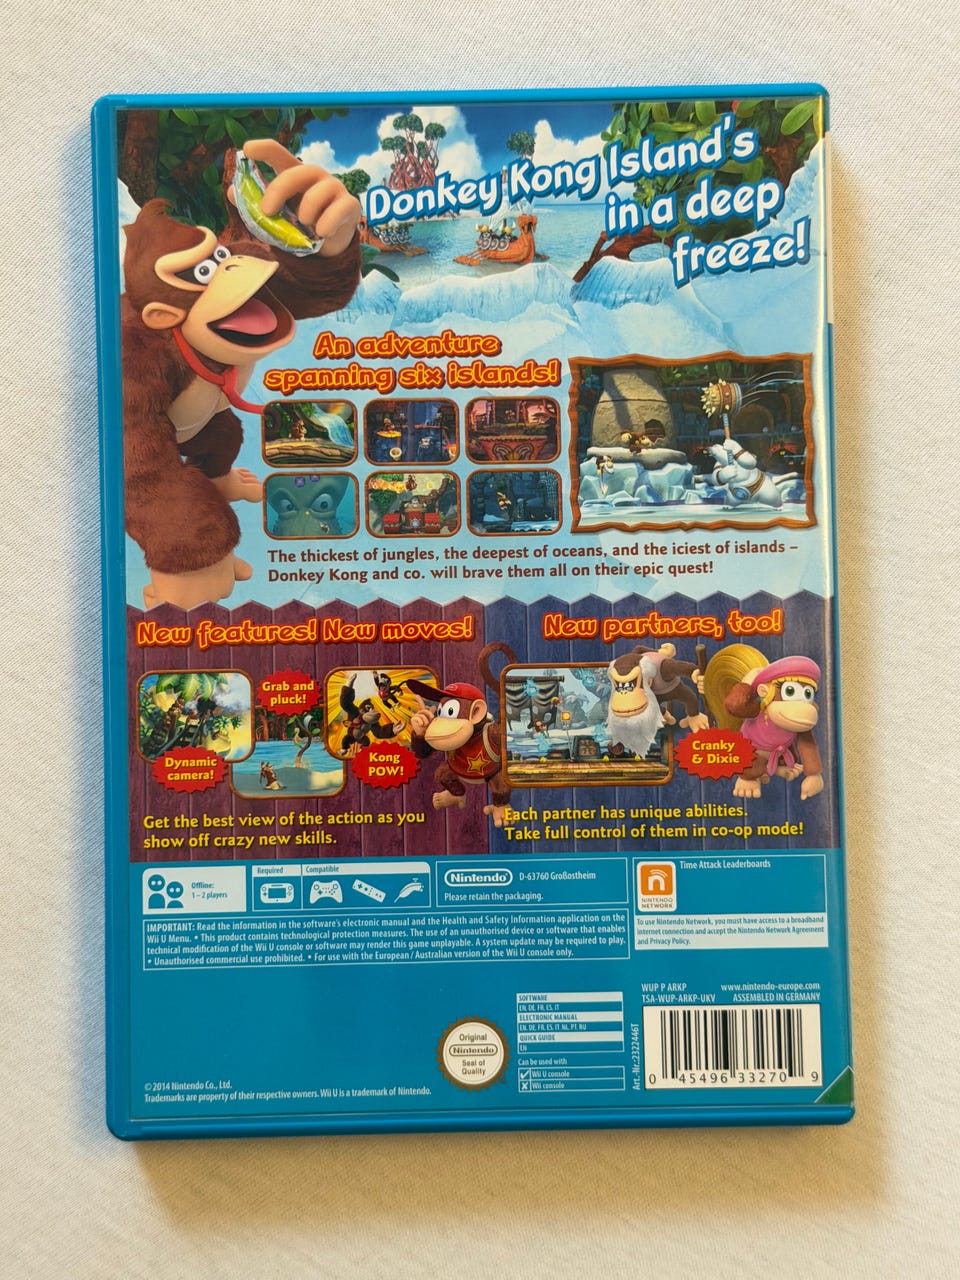 Donkey Kong Island's
in a deep
freeze!
An adventure
spanning six islands!
The thickest of jungles, the deepest of oceans, and the iciest of islands –
Donkey Kong and co. will brave them all on their epic quest!
New features! New moves!
Grab and
pluck!
Dynamic
camera!
Kong
POW!
Get the best view of the action as you
show off crazy new skills.
New partners, too!
Cranky
& Dixie
Each partner has unique abilities.
Take full control of them in co-op mode!
Offline:
1 – 2 players
Required
Compatible
Nintendo
D-63760 Großostheim
Please retain the packaging.
NINTENDO
NETWORK
Time Attack Leaderboards
To use Nintendo Network, you must have access to a broadband
internet connection and accept the Nintendo Network Agreement
and Privacy Policy.
IMPORTANT: Read the information in the software's electronic manual and the Health and Safety Information application on the
Wii U Menu. • This product contains technological protection measures. The use of an unauthorised device or software that enables
technical modification of the Wii U console or software may render this game unplayable. A system update may be required to play.
• Unauthorised commercial use prohibited. • For use with the European / Australian version of the Wii U console only.
SOFTWARE
EN, DE, FR, ES, IT
ELECTRONIC MANUAL
EN, DE, FR, ES, IT, NL, PT, RU
QUICK GUIDE
EN
Can be used with
Wii U console
Wii console
Art.-Nr.:2322446T
WUP P ARKP
www.nintendo-europe.com
TSA-WUP-ARKP-UKV
ASSEMBLED IN GERMANY
0 45496 33270 9
Original
Nintendo
Seal of
Quality
© 2014 Nintendo Co., Ltd.
Trademarks are property of their respective owners. Wii U is a trademark of Nintendo.